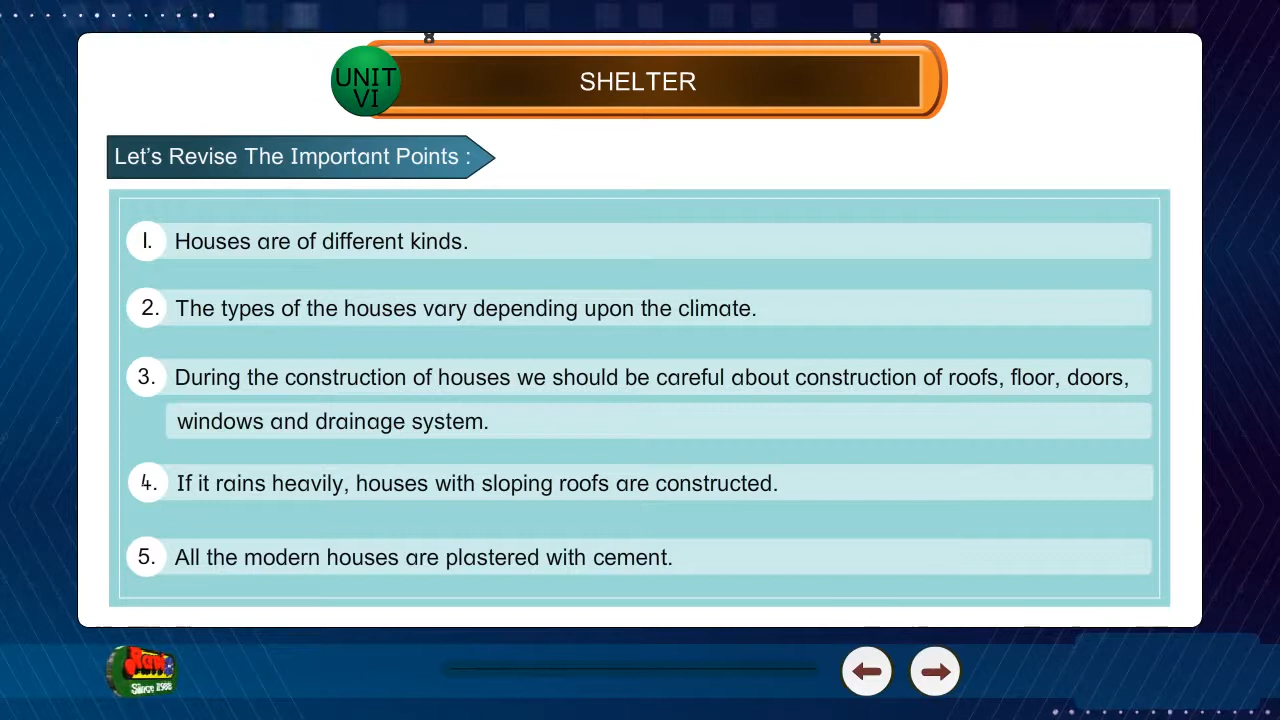 UNIT
VI
SHELTER
Let's Revise The Important Points :
1. Houses are of different kinds.
2. The types of the houses vary depending upon the climate.
3. During the construction of houses we should be careful about construction of roofs, floor, doors,
windows and drainage system.
4. If it rains heavily, houses with sloping roofs are constructed.
5. All the modern houses are plastered with cement.
Since 1985